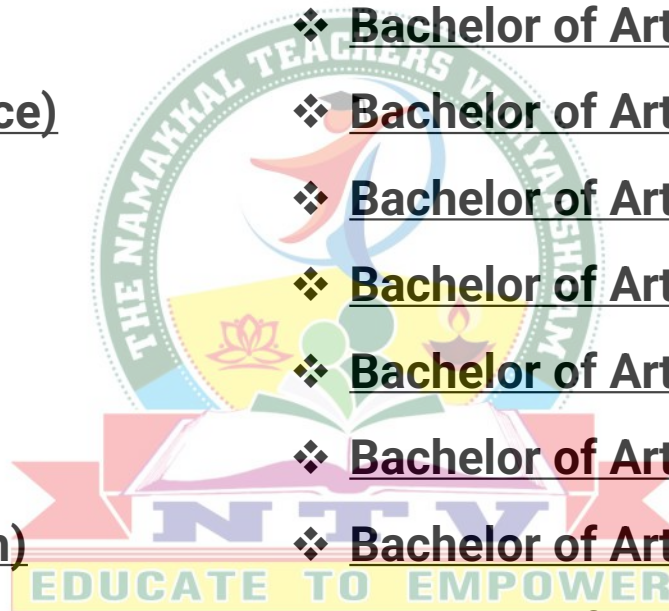 ❖ Bachelor of Art
ce) ❖ Bachelor of Art
❖ Bachelor of Art
❖ Bachelor of Art
❖ Bachelor of Art
❖ Bachelor of Art
n) ❖ Bachelor of Art
THE NAMAKKAL TEACHERS VIDYASHRAM
NTV
EDUCATE TO EMPOWER